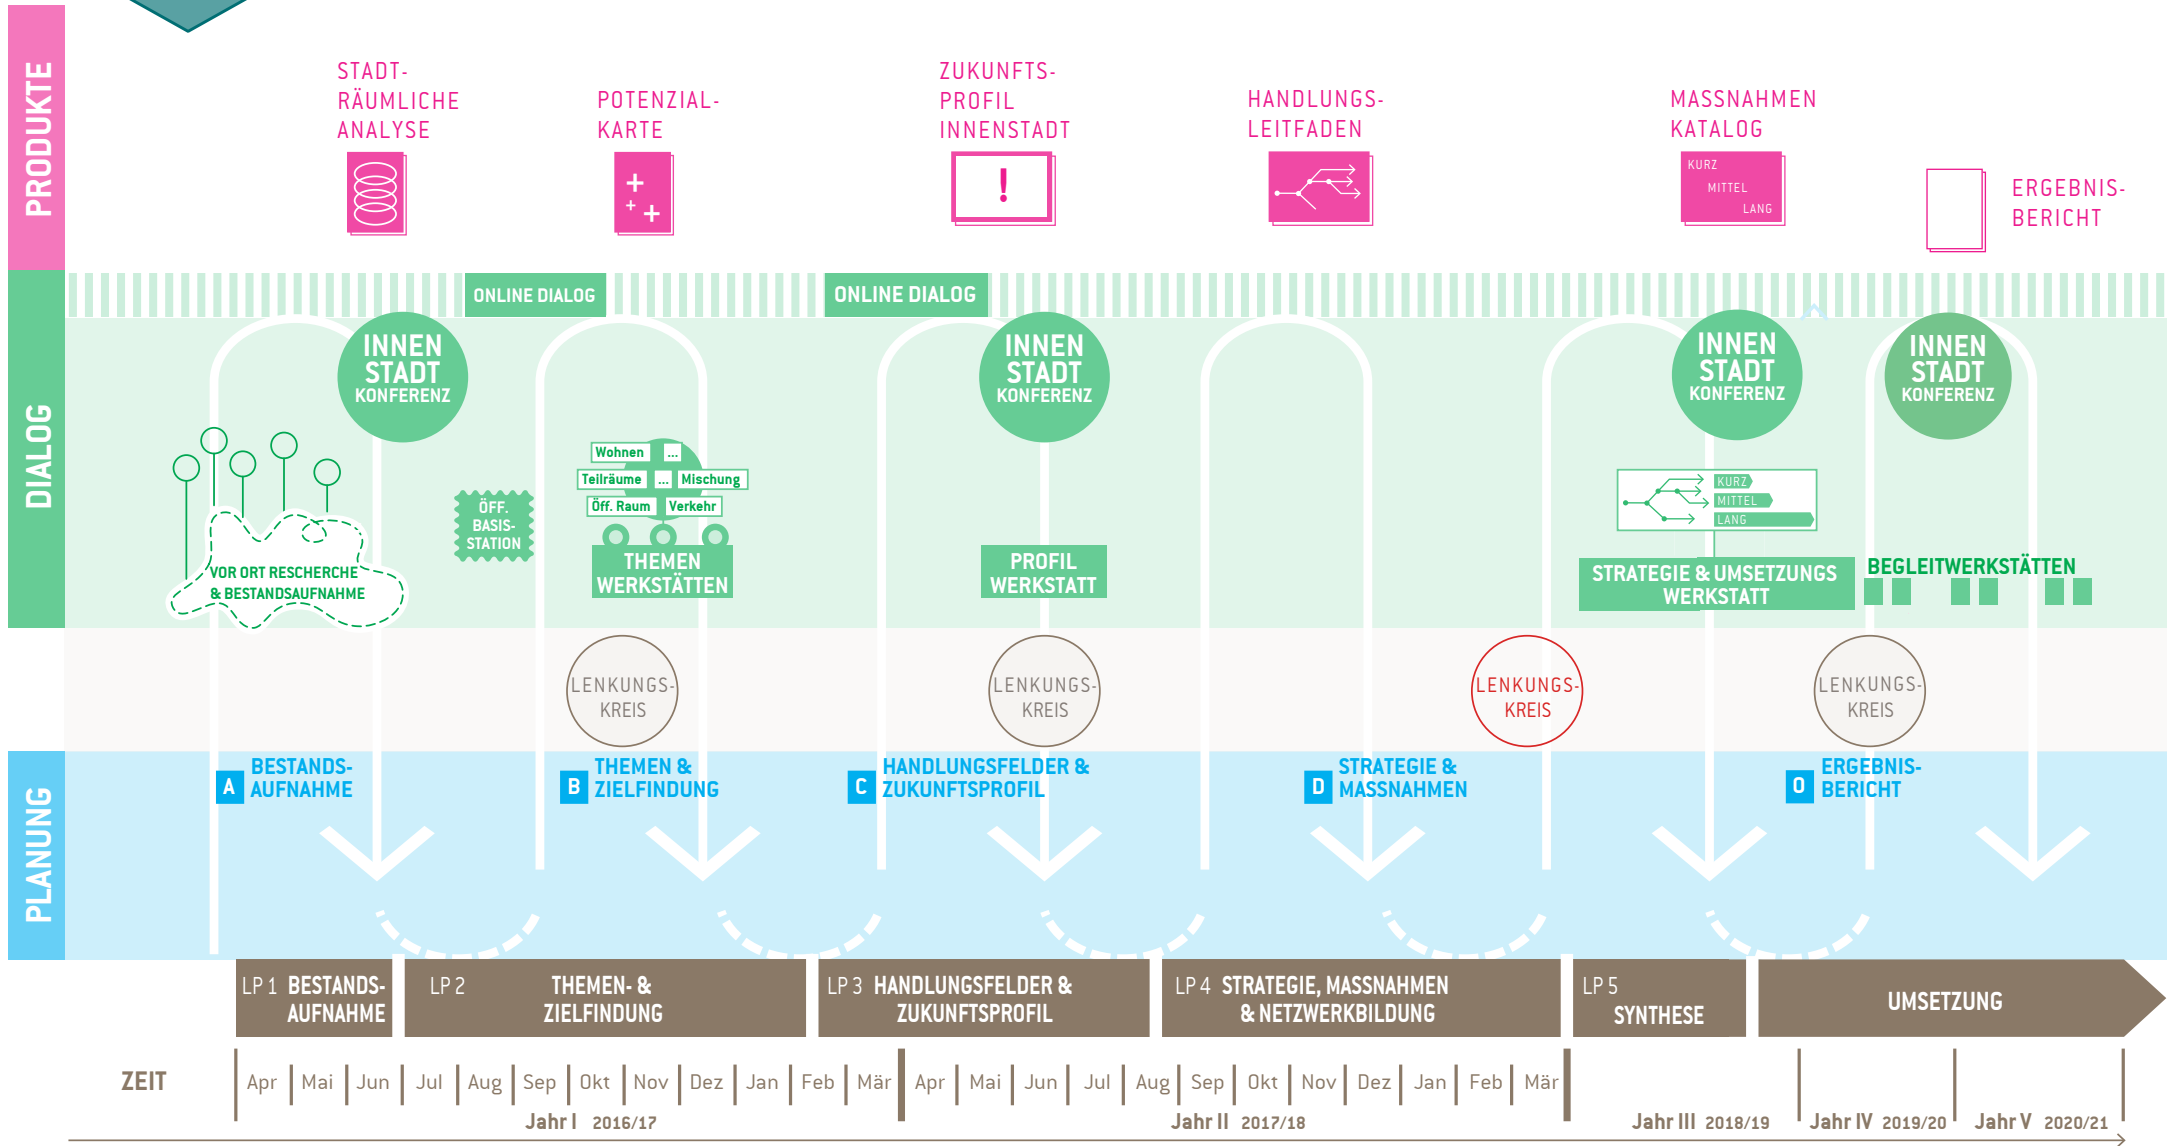 PRODUKTE
STADT-
RÄUMLICHE
ANALYSE
POTENZIAL-
KARTE
ZUKUNFTS-
PROFIL
INNENSTADT
!
HANDLUNGS-
LEITFADEN
MASSNAHMEN
KATALOG
KURZ
MITTEL
LANG
ERGEBNIS-
BERICHT
DIALOG
ONLINE DIALOG
ONLINE DIALOG
INNEN
STADT
KONFERENZ
INNEN
STADT
KONFERENZ
INNEN
STADT
KONFERENZ
INNEN
STADT
KONFERENZ
VOR ORT RESCHERCHE
& BESTANDSAUFNAHME
ÖFF.
BASIS-
STATION
Wohnen ...
Teilräume ... Mischung
Öff. Raum Verkehr
THEMEN
WERKSTÄTTEN
PROFIL
WERKSTATT
KURZ
MITTEL
LANG
STRATEGIE & UMSETZUNGS
WERKSTATT
BEGLEITWERKSTÄTTEN
LENKUNGS-
KREIS
LENKUNGS-
KREIS
LENKUNGS-
KREIS
LENKUNGS-
KREIS
PLANUNG
A BESTANDS-
AUFNAHME
B THEMEN &
ZIELFINDUNG
C HANDLUNGSFELDER &
ZUKUNFTSPROFIL
D STRATEGIE &
MASSNAHMEN
O ERGEBNIS-
BERICHT
LP 1 BESTANDS-
AUFNAHME
LP 2 THEMEN- &
ZIELFINDUNG
LP 3 HANDLUNGSFELDER &
ZUKUNFTSPROFIL
LP 4 STRATEGIE, MASSNAHMEN
& NETZWERKBILDUNG
LP 5
SYNTHESE
UMSETZUNG
ZEIT
Apr Mai Jun Jul Aug Sep Okt Nov Dez Jan Feb Mär Apr Mai Jun Jul Aug Sep Okt Nov Dez Jan Feb Mär
Jahr I 2016/17
Jahr II 2017/18
Jahr III 2018/19
Jahr IV 2019/20
Jahr V 2020/21